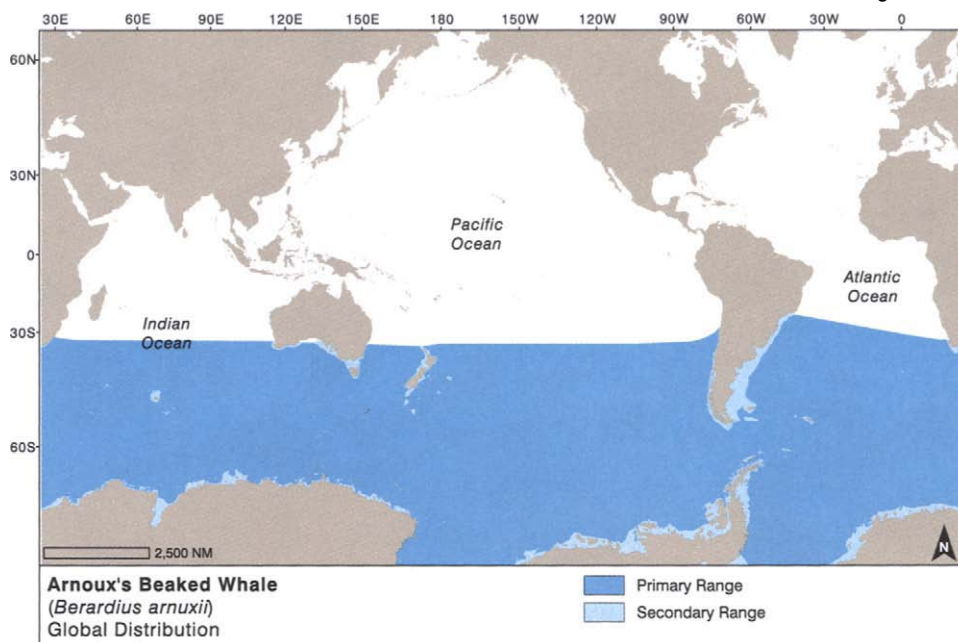 30E 60E 90E 120E 150E 180 150W 120W 90W 60W 30W 0
60N
30N
0
30S
60S
Pacific
Ocean
Atlantic
Ocean
Indian
Ocean
2,500 NM
N
Arnoux's Beaked Whale
(Berardius arnuxii)
Global Distribution
Primary Range
Secondary Range